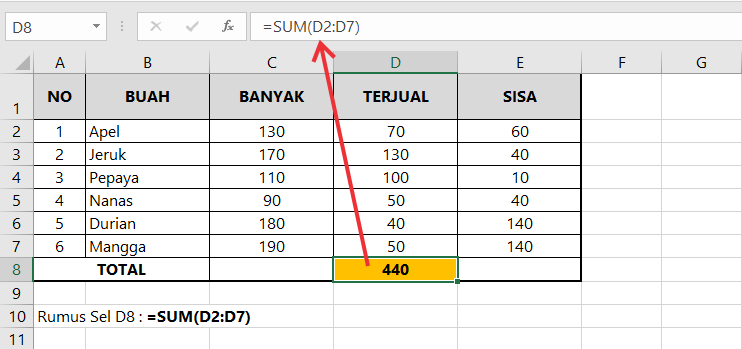 D8 fx =SUM(D2:D7)
A B C D E F G
1 NO BUAH BANYAK TERJUAL SISA
2 1 Apel 130 70 60
3 2 Jeruk 170 130 40
4 3 Pepaya 110 100 10
5 4 Nanas 90 50 40
6 5 Durian 180 40 140
7 6 Mangga 190 50 140
8 TOTAL 440
9
10 Rumus Sel D8 : =SUM(D2:D7)
11